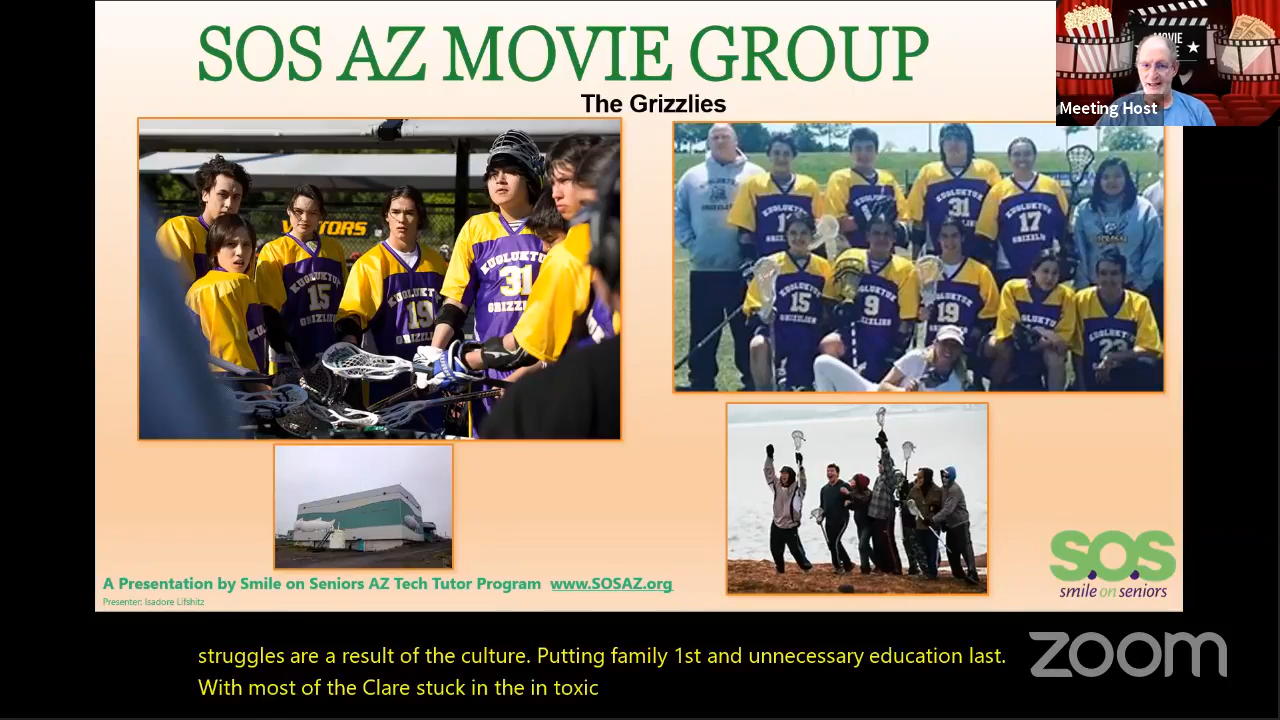 SOS AZ MOVIE GROUP
The Grizzlies
MOVIE
Meeting Host
31
15
19
GRIZZLIES
KUGLUKTUK
31
17
GRIZZLIES
15
9
19
GRIZZLIES
SOS
smile on seniors
A Presentation by Smile on Seniors AZ Tech Tutor Program www.SOSAZ.org
Presenter: Isadore Lifshitz
struggles are a result of the culture. Putting family 1st and unnecessary education last.
With most of the Clare stuck in the in toxic
zoom